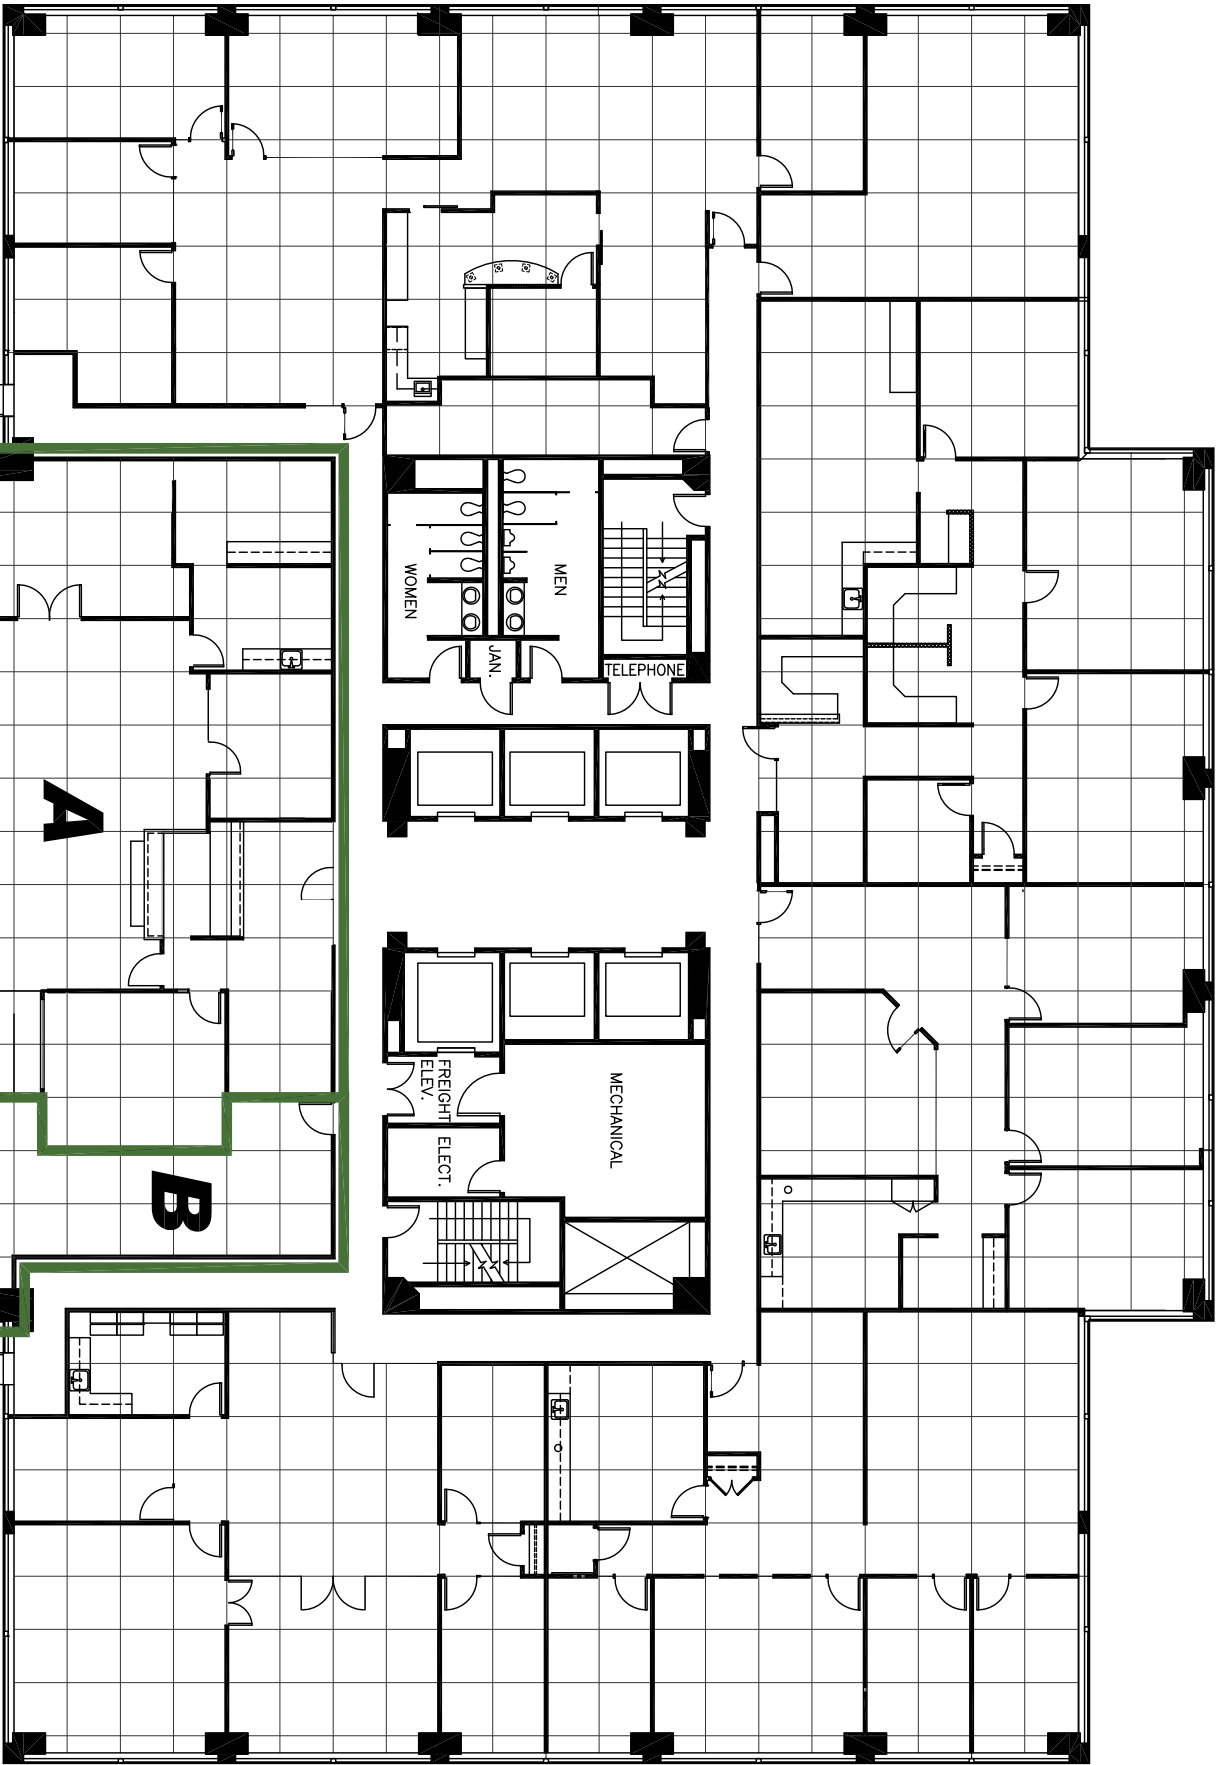 WOMEN
MEN
JAN.
TELEPHONE
A
FREIGHT
ELEV.
MECHANICAL
ELECT.
B